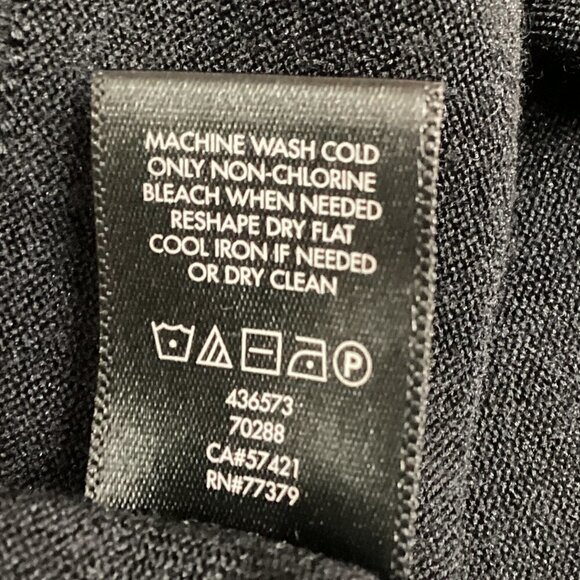 MACHINE WASH COLD
ONLY NON-CHLORINE
BLEACH WHEN NEEDED
RESHAPE DRY FLAT
COOL IRON IF NEEDED
OR DRY CLEAN
P
436573
70288
CA#57421
RN#77379